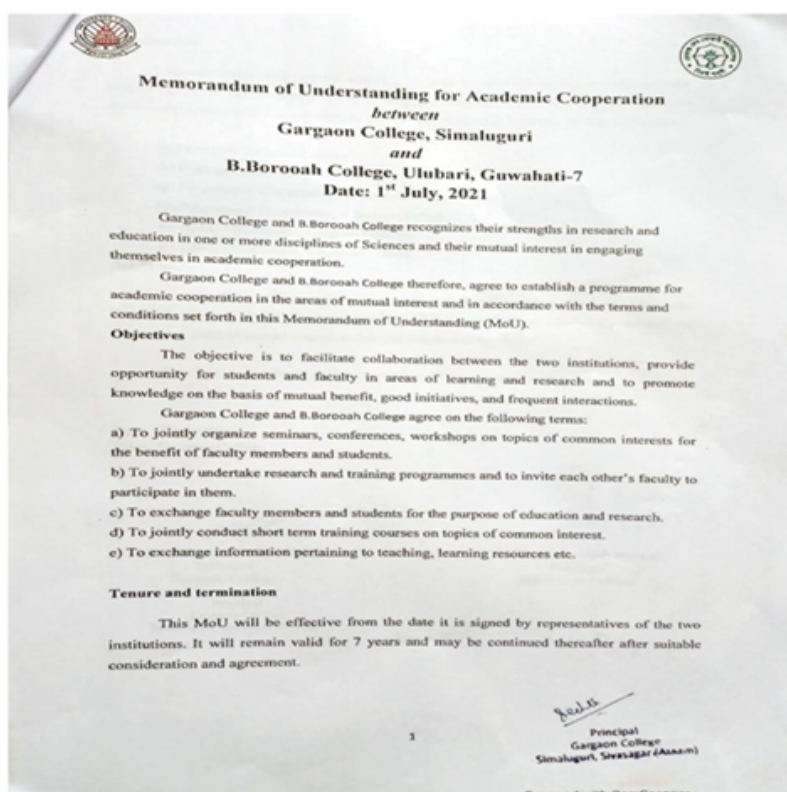 Memorandum of Understanding for Academic Cooperation
between
Gargaon College, Simaluguri
and
B.Borooah College, Ulubari, Guwahati-7
Date: 1st July, 2021
Gargaon College and B.Borooah College recognizes their strengths in research and
education in one or more disciplines of Sciences and their mutual interest in engaging
themselves in academic cooperation.
Gargaon College and B.Borooah College therefore, agree to establish a programme for
academic cooperation in the areas of mutual interest and in accordance with the terms and
conditions set forth in this Memorandum of Understanding (MoU).
Objectives
The objective is to facilitate collaboration between the two institutions, provide
opportunity for students and faculty in areas of learning and research and to promote
knowledge on the basis of mutual benefit, good initiatives, and frequent interactions.
Gargaon College and B.Borooah College agree on the following terms:
a) To jointly organize seminars, conferences, workshops on topics of common interests for
the benefit of faculty members and students.
b) To jointly undertake research and training programmes and to invite each other's faculty to
participate in them.
c) To exchange faculty members and students for the purpose of education and research.
d) To jointly conduct short term training courses on topics of common interest.
e) To exchange information pertaining to teaching, learning resources etc.
Tenure and termination
This MoU will be effective from the date it is signed by representatives of the two
institutions. It will remain valid for 7 years and may be continued thereafter after suitable
consideration and agreement.
1
Principal
Gargaon College
Simaluguri, Sivasagar (Assam)